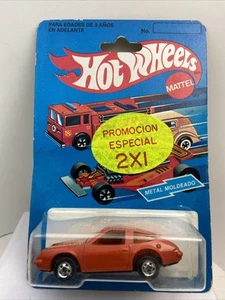 PARA EDADES DE 3 AÑOS
EN ADELANTE
No.
HOT WHEELS
MATTEL
PROMOCION
ESPECIAL
2X1
METAL MOLDEADO